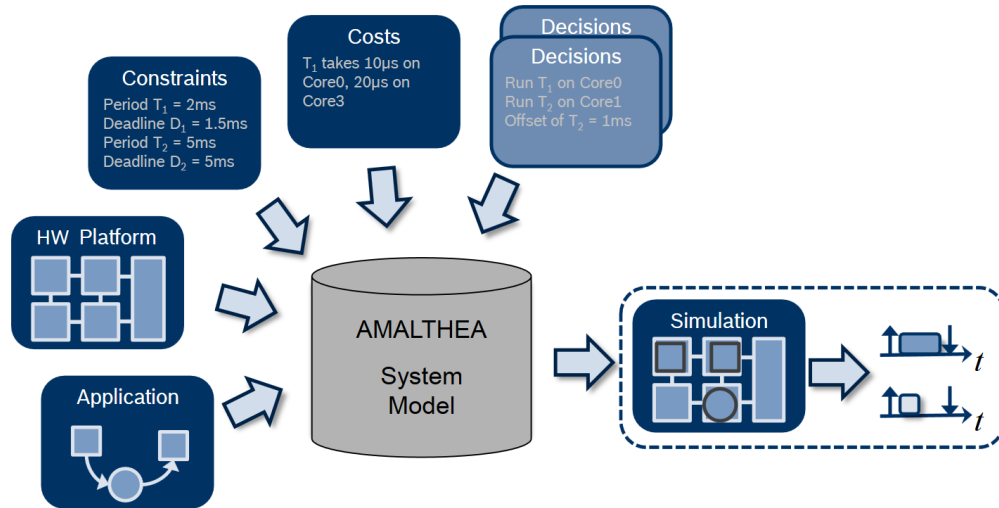 Constraints
Period T₁ = 2ms
Deadline D₁ = 1.5ms
Period T₂ = 5ms
Deadline D₂ = 5ms
Costs
T₁ takes 10µs on
Core0, 20µs on
Core3
Decisions
Decisions
Run T₁ on Core0
Run T₂ on Core1
Offset of T₂ = 1ms
HW Platform
Application
AMALTHEA
System
Model
Simulation
t
t